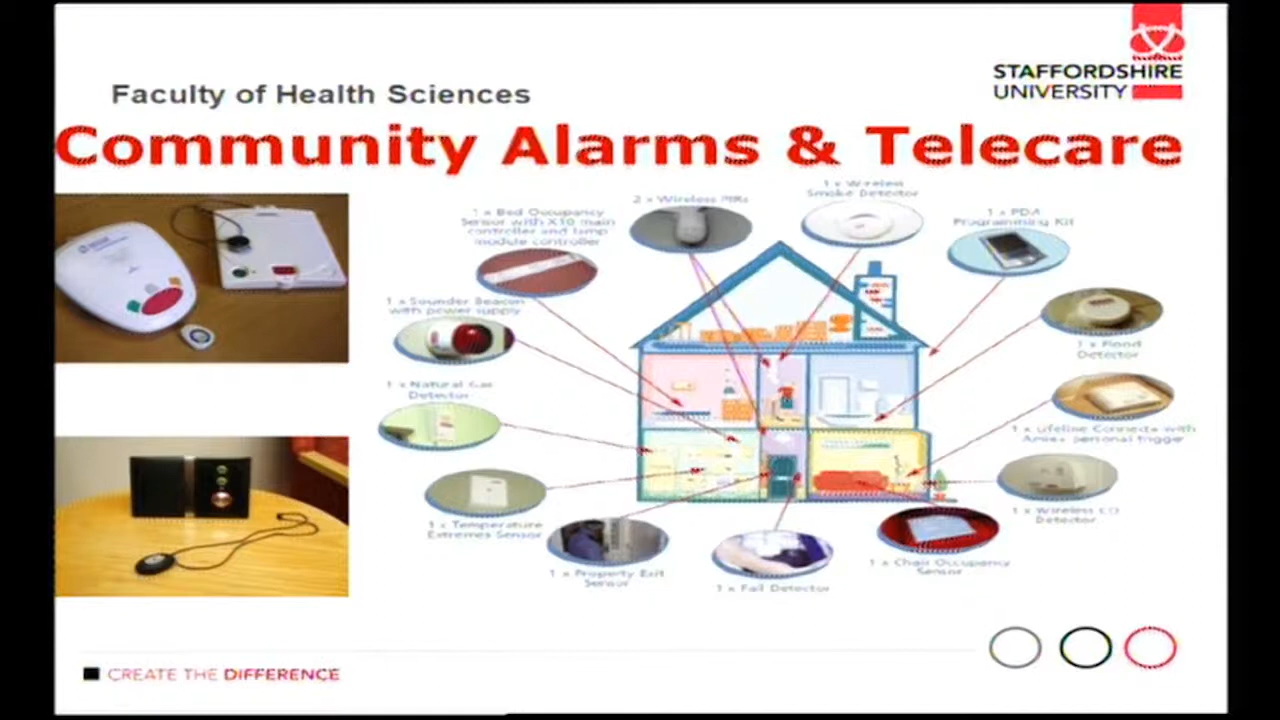 STAFFORDSHIRE
UNIVERSITY
Faculty of Health Sciences
Community Alarms & Telecare
1 x Wireless
Smoke Detector
2 x Wireless PIRs
1 x Bed Occupancy
Sensor with X10 main
controller and lamp
module controller
1 x PDA
Programming Kit
1 x Sounder Beacon
with power supply
1 x Flood
Detector
1 x Natural Gas
Detector
1 x Lifeline Connect+ with
Amie+ personal trigger
1 x Temperature
Extremes Sensor
1 x Wireless CO
Detector
1 x Property Exit
Sensor
1 x Fall Detector
1 x Chair Occupancy
Sensor
CREATE THE DIFFERENCE